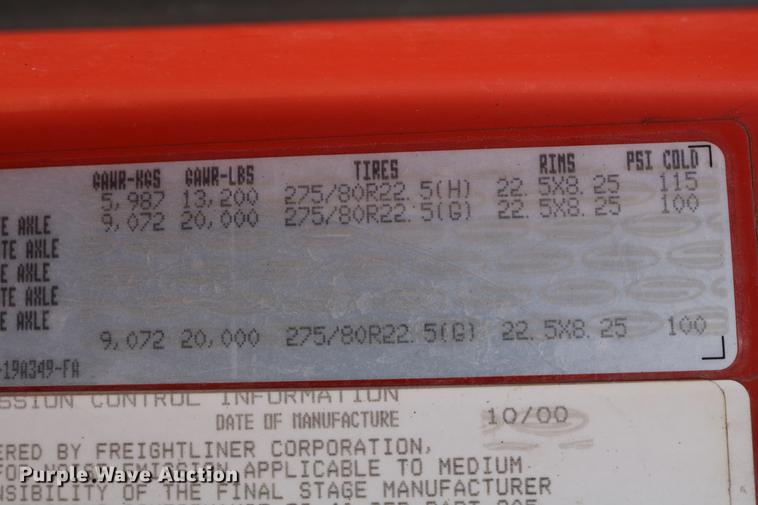 GAWR-KGS GAWR-LBS TIRES RIMS PSI COLD
5,987 13,200 275/80R22.5(H) 22.5X8.25 115
TE AXLE 9,072 20,000 275/80R22.5(G) 22.5X8.25 100
TE AXLE
E AXLE
TE AXLE
E AXLE
9,072 20,000 275/80R22.5(G) 22.5X8.25 100
-19A349-FA
SSION CONTROL INFORMATION
DATE OF MANUFACTURE 10/00
ERED BY FREIGHTLINER CORPORATION,
EMISSION APPLICABLE TO MEDIUM
NSIBILITY OF THE FINAL STAGE MANUFACTURER
Purple Wave Auction